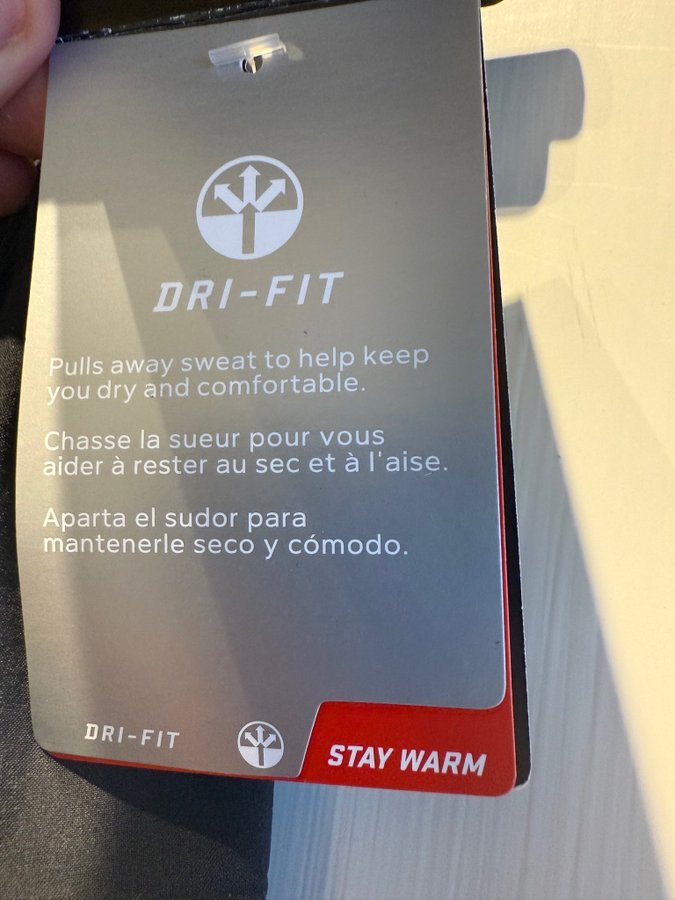 DRI-FIT
Pulls away sweat to help keep
you dry and comfortable.
Chasse la sueur pour vous
aider à rester au sec et à l'aise.
Aparta el sudor para
mantenerle seco y cómodo.
DRI-FIT
STAY WARM